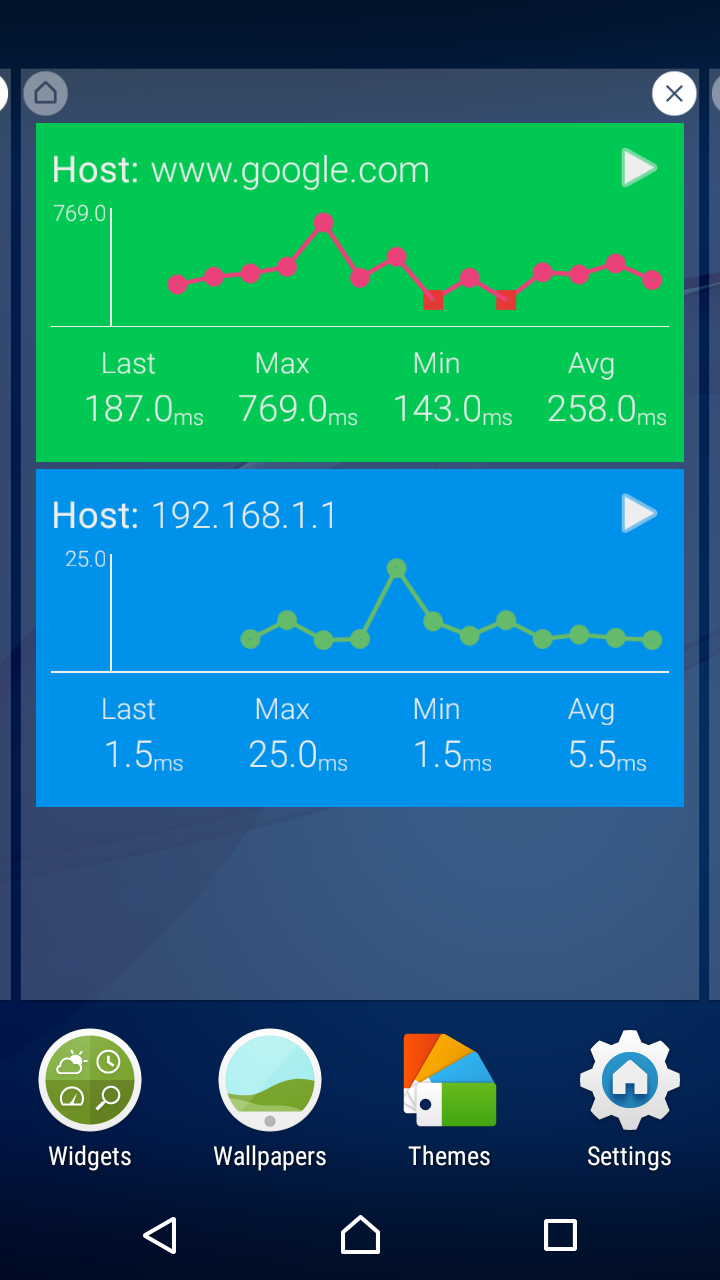 Host: www.google.com
769.0
Last Max Min Avg
187.0ms 769.0ms 143.0ms 258.0ms
Host: 192.168.1.1
25.0
Last Max Min Avg
1.5ms 25.0ms 1.5ms 5.5ms
Widgets Wallpapers Themes Settings